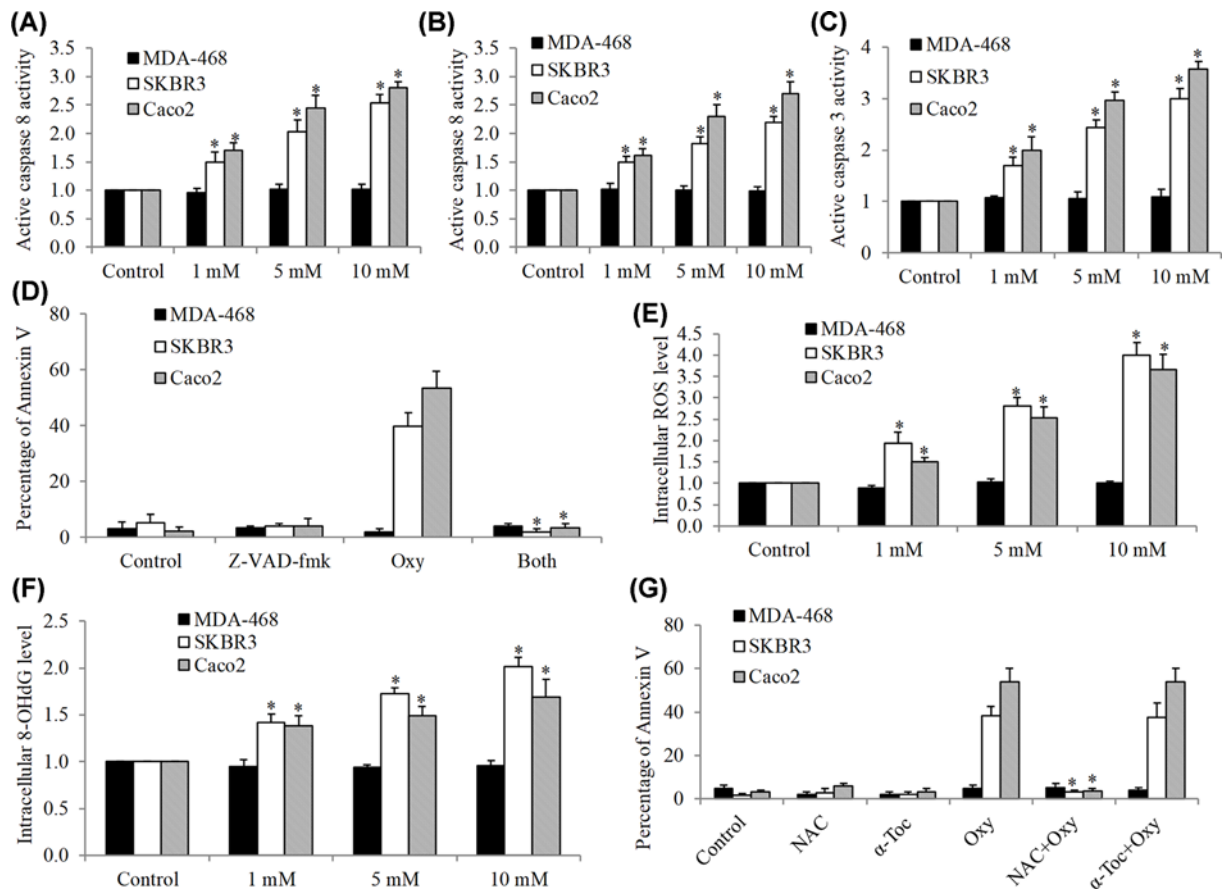 (A)
MDA-468
SKBR3
Caco2
Active caspase 8 activity
3.5
3.0
2.5
2.0
1.5
1.0
0.5
0.0
* * * * * *
Control 1 mM 5 mM 10 mM
(B)
MDA-468
SKBR3
Caco2
Active caspase 8 activity
3.5
3.0
2.5
2.0
1.5
1.0
0.5
0.0
* * * * * *
Control 1 mM 5 mM 10 mM
(C)
MDA-468
SKBR3
Caco2
Active caspase 3 activity
4
3
2
1
0
* * * * * *
Control 1 mM 5 mM 10 mM
(D)
MDA-468
SKBR3
Caco2
Percentage of Annexin V
80
60
40
20
0
* *
Control Z-VAD-fmk Oxy Both
(E)
MDA-468
SKBR3
Caco2
Intracellular ROS level
4.5
4.0
3.5
3.0
2.5
2.0
1.5
1.0
0.5
0.0
* * * * * *
Control 1 mM 5 mM 10 mM
(F)
MDA-468
SKBR3
Caco2
Intracellular 8-OHdG level
2.5
2.0
1.5
1.0
0.5
0.0
* * * * * *
Control 1 mM 5 mM 10 mM
(G)
MDA-468
SKBR3
Caco2
Percentage of Annexin V
80
60
40
20
0
* *
Control NAC α-Toc Oxy NAC+Oxy α-Toc+Oxy